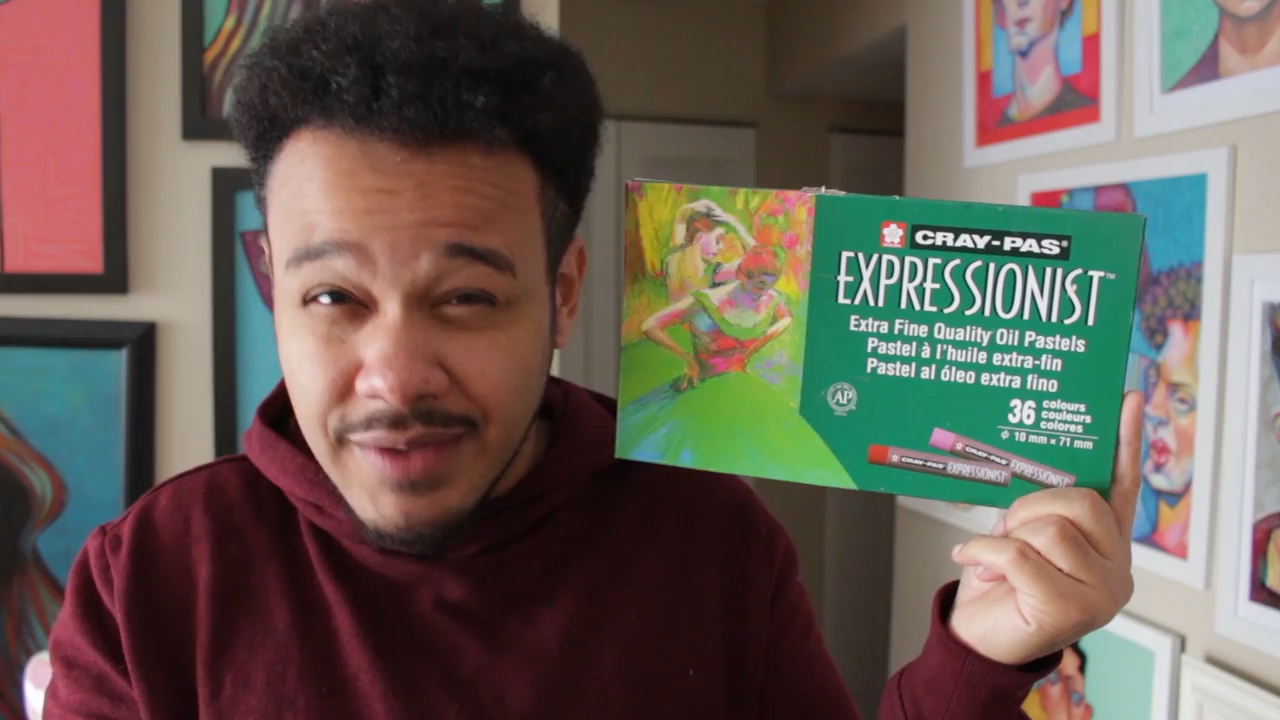 CRAY-PAS®
EXPRESSIONIST™
Extra Fine Quality Oil Pastels
Pastel à l'huile extra-fin
Pastel al óleo extra fino
AP
36 colours
couleurs
colores
ϕ 10 mm x 71 mm
CRAY-PAS EXPRESSIONIST
CRAY-PAS EXPRESSIONIST